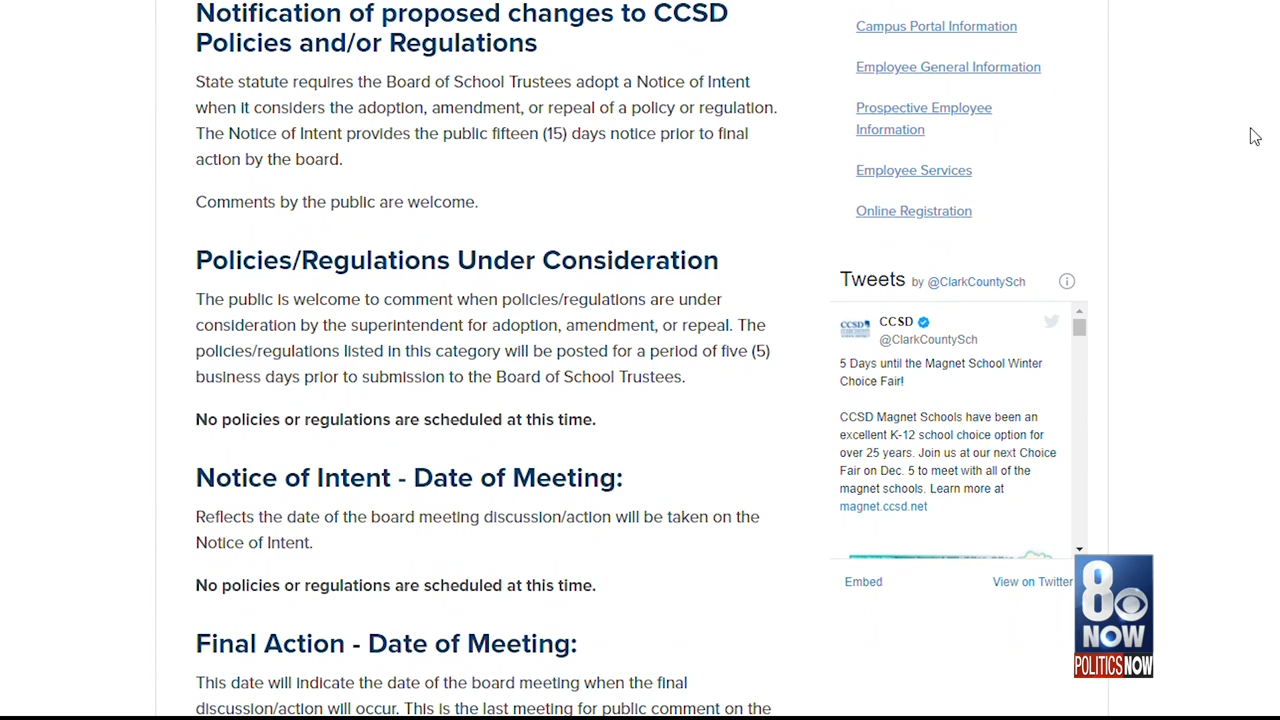 Notification of proposed changes to CCSD
Policies and/or Regulations
State statute requires the Board of School Trustees adopt a Notice of Intent
when it considers the adoption, amendment, or repeal of a policy or regulation.
The Notice of Intent provides the public fifteen (15) days notice prior to final
action by the board.
Comments by the public are welcome.
Policies/Regulations Under Consideration
The public is welcome to comment when policies/regulations are under
consideration by the superintendent for adoption, amendment, or repeal. The
policies/regulations listed in this category will be posted for a period of five (5)
business days prior to submission to the Board of School Trustees.
No policies or regulations are scheduled at this time.
Notice of Intent - Date of Meeting:
Reflects the date of the board meeting discussion/action will be taken on the
Notice of Intent.
No policies or regulations are scheduled at this time.
Final Action - Date of Meeting:
This date will indicate the date of the board meeting when the final
discussion/action will occur. This is the last meeting for public comment on the
Campus Portal Information
Employee General Information
Prospective Employee
Information
Employee Services
Online Registration
Tweets by @ClarkCountySch
CCSD
CCSD
@ClarkCountySch
5 Days until the Magnet School Winter
Choice Fair!
CCSD Magnet Schools have been an
excellent K-12 school choice option for
over 25 years. Join us at our next Choice
Fair on Dec. 5 to meet with all of the
magnet schools. Learn more at
magnet.ccsd.net
Embed
View on Twitter
8
NOW
POLITICS NOW